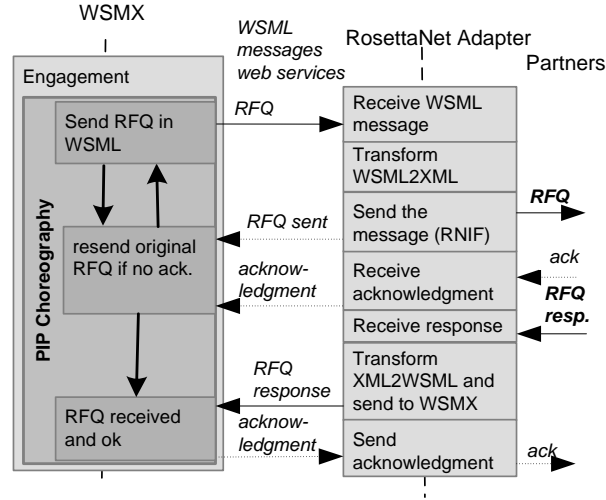 WSMX
WSML
messages
web services
RosettaNet Adapter
Partners
Engagement
PIP Choreography
Send RFQ in
WSML
RFQ
Receive WSML
message
Transform
WSML2XML
RFQ
resend original
RFQ if no ack.
RFQ sent
Send the
message (RNIF)
acknow-
ledgment
Receive
acknowledgment
ack
Receive response
RFQ
resp.
RFQ
response
Transform
XML2WSML and
send to WSMX
RFQ received
and ok
acknow-
ledgment
Send
acknowledgment
ack